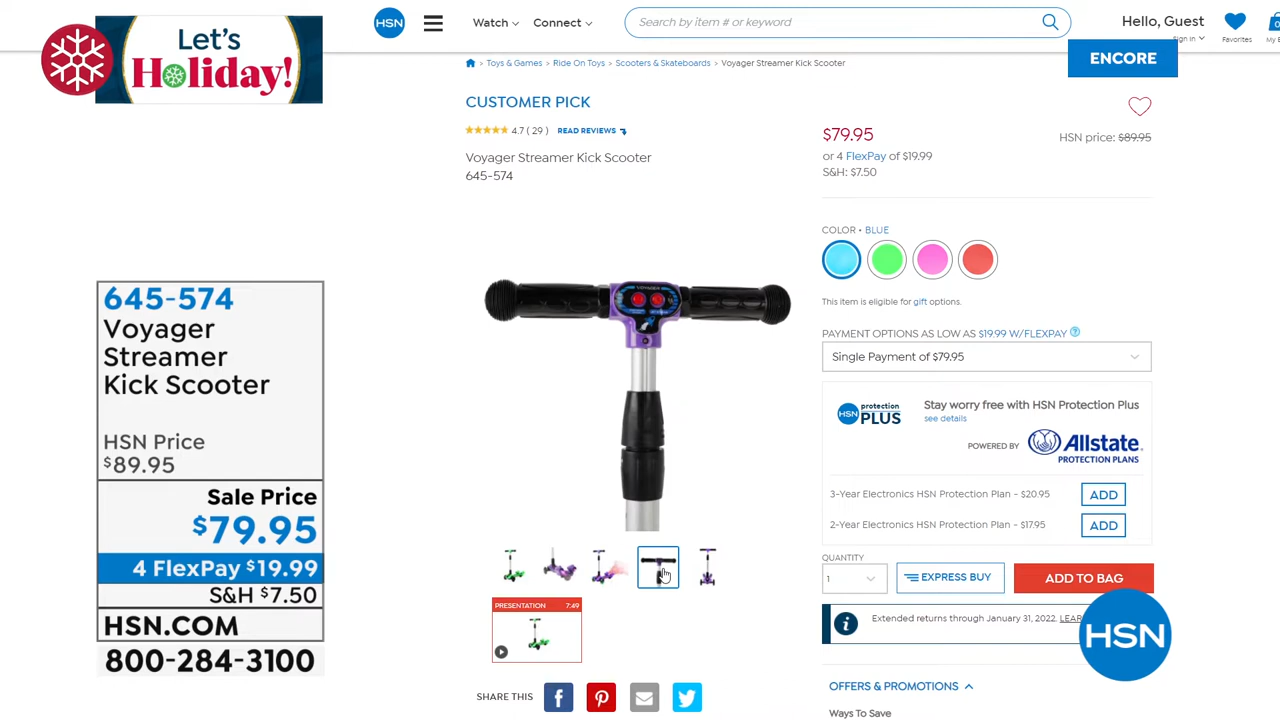 Let's
Holiday!
HSN
Watch
Connect
Search by item # or keyword
Hello, Guest
Sign In
Favorites
0
My B
ENCORE
Toys & Games
Ride On Toys
Scooters & Skateboards
Voyager Streamer Kick Scooter
CUSTOMER PICK
4.7 ( 29 ) READ REVIEWS
Voyager Streamer Kick Scooter
645-574
$79.95
HSN price: $89.95
or 4 FlexPay of $19.99
S&H: $7.50
COLOR • BLUE
This item is eligible for gift options.
PAYMENT OPTIONS AS LOW AS $19.99 W/FLEXPAY ?
Single Payment of $79.95
HSN protection PLUS
Stay worry free with HSN Protection Plus
see details
POWERED BY Allstate.
PROTECTION PLANS
3-Year Electronics HSN Protection Plan - $20.95 ADD
2-Year Electronics HSN Protection Plan - $17.95 ADD
QUANTITY
1
EXPRESS BUY
ADD TO BAG
i Extended returns through January 31, 2022. LEAR
HSN
OFFERS & PROMOTIONS
Ways To Save
VOYAGER
PRESENTATION 7:49
SHARE THIS
645-574
Voyager
Streamer
Kick Scooter
HSN Price
$89.95
Sale Price
$79.95
4 FlexPay $19.99
S&H $7.50
HSN.COM
800-284-3100